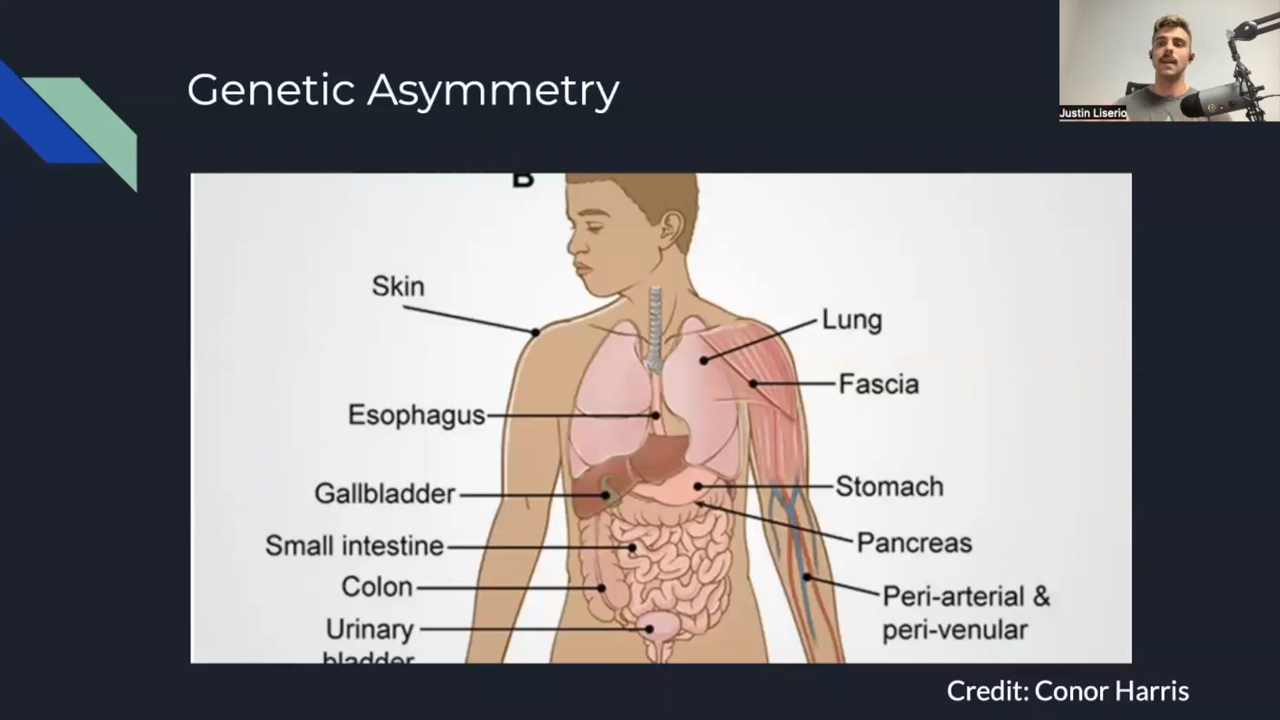 Genetic Asymmetry
Justin Liserio
B
Skin
Lung
Fascia
Esophagus
Stomach
Gallbladder
Pancreas
Small intestine
Colon
Peri-arterial &
peri-venular
Urinary
bladder
Credit: Conor Harris